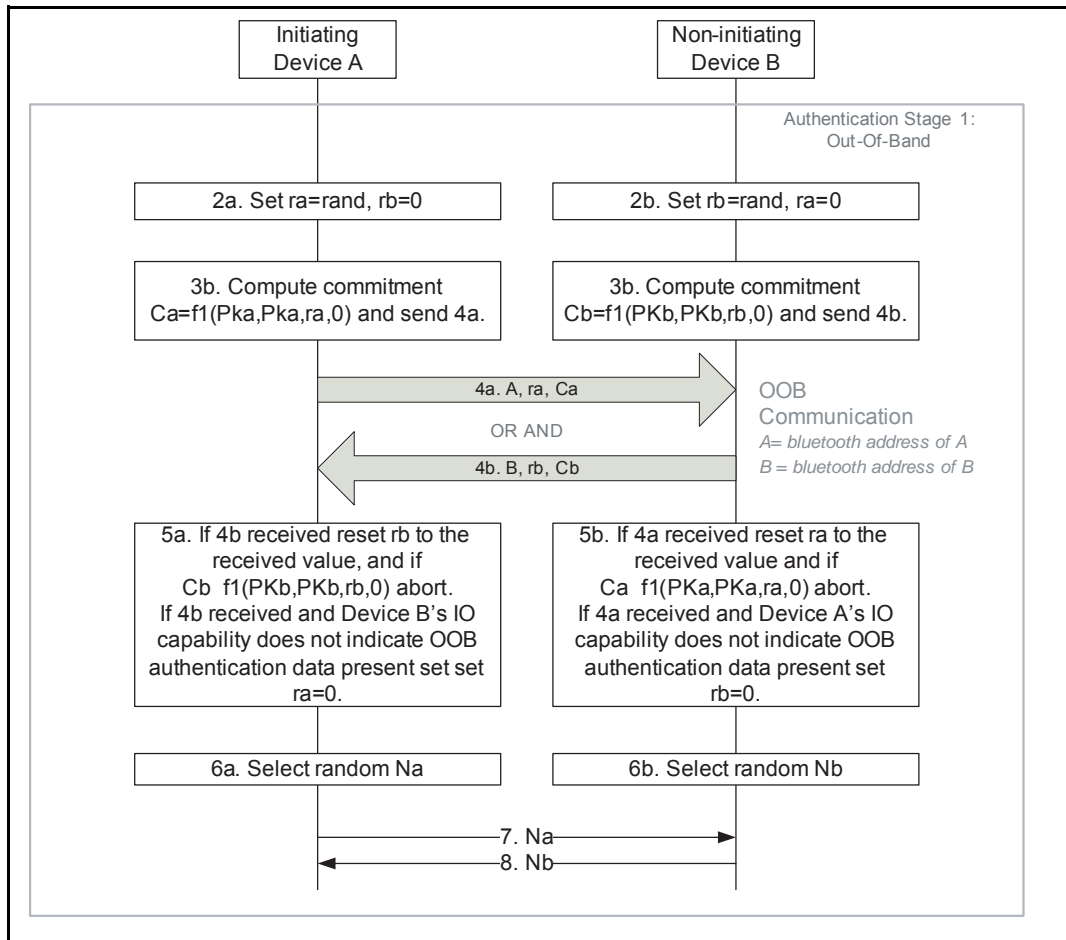 Initiating
Device A
Non-initiating
Device B
Authentication Stage 1:
Out-Of-Band
2a. Set ra=rand, rb=0
2b. Set rb=rand, ra=0
3b. Compute commitment
Ca=f1(Pka,Pka,ra,0) and send 4a.
3b. Compute commitment
Cb=f1(PKb,PKb,rb,0) and send 4b.
4a. A, ra, Ca
OR AND
4b. B, rb, Cb
OOB
Communication
A= bluetooth address of A
B = bluetooth address of B
5a. If 4b received reset rb to the
received value, and if
Cb f1(PKb,PKb,rb,0) abort.
If 4b received and Device B's IO
capability does not indicate OOB
authentication data present set set
ra=0.
5b. If 4a received reset ra to the
received value and if
Ca f1(PKa,PKa,ra,0) abort.
If 4a received and Device A's IO
capability does not indicate OOB
authentication data present set
rb=0.
6a. Select random Na
6b. Select random Nb
7. Na
8. Nb